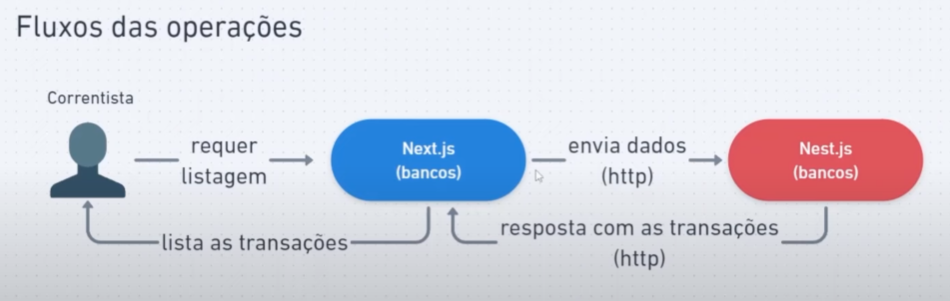 Fluxos das operações
Correntista
requer
listagem
Next.js
(bancos)
envia dados
(http)
Nest.js
(bancos)
lista as transações
resposta com as transações
(http)